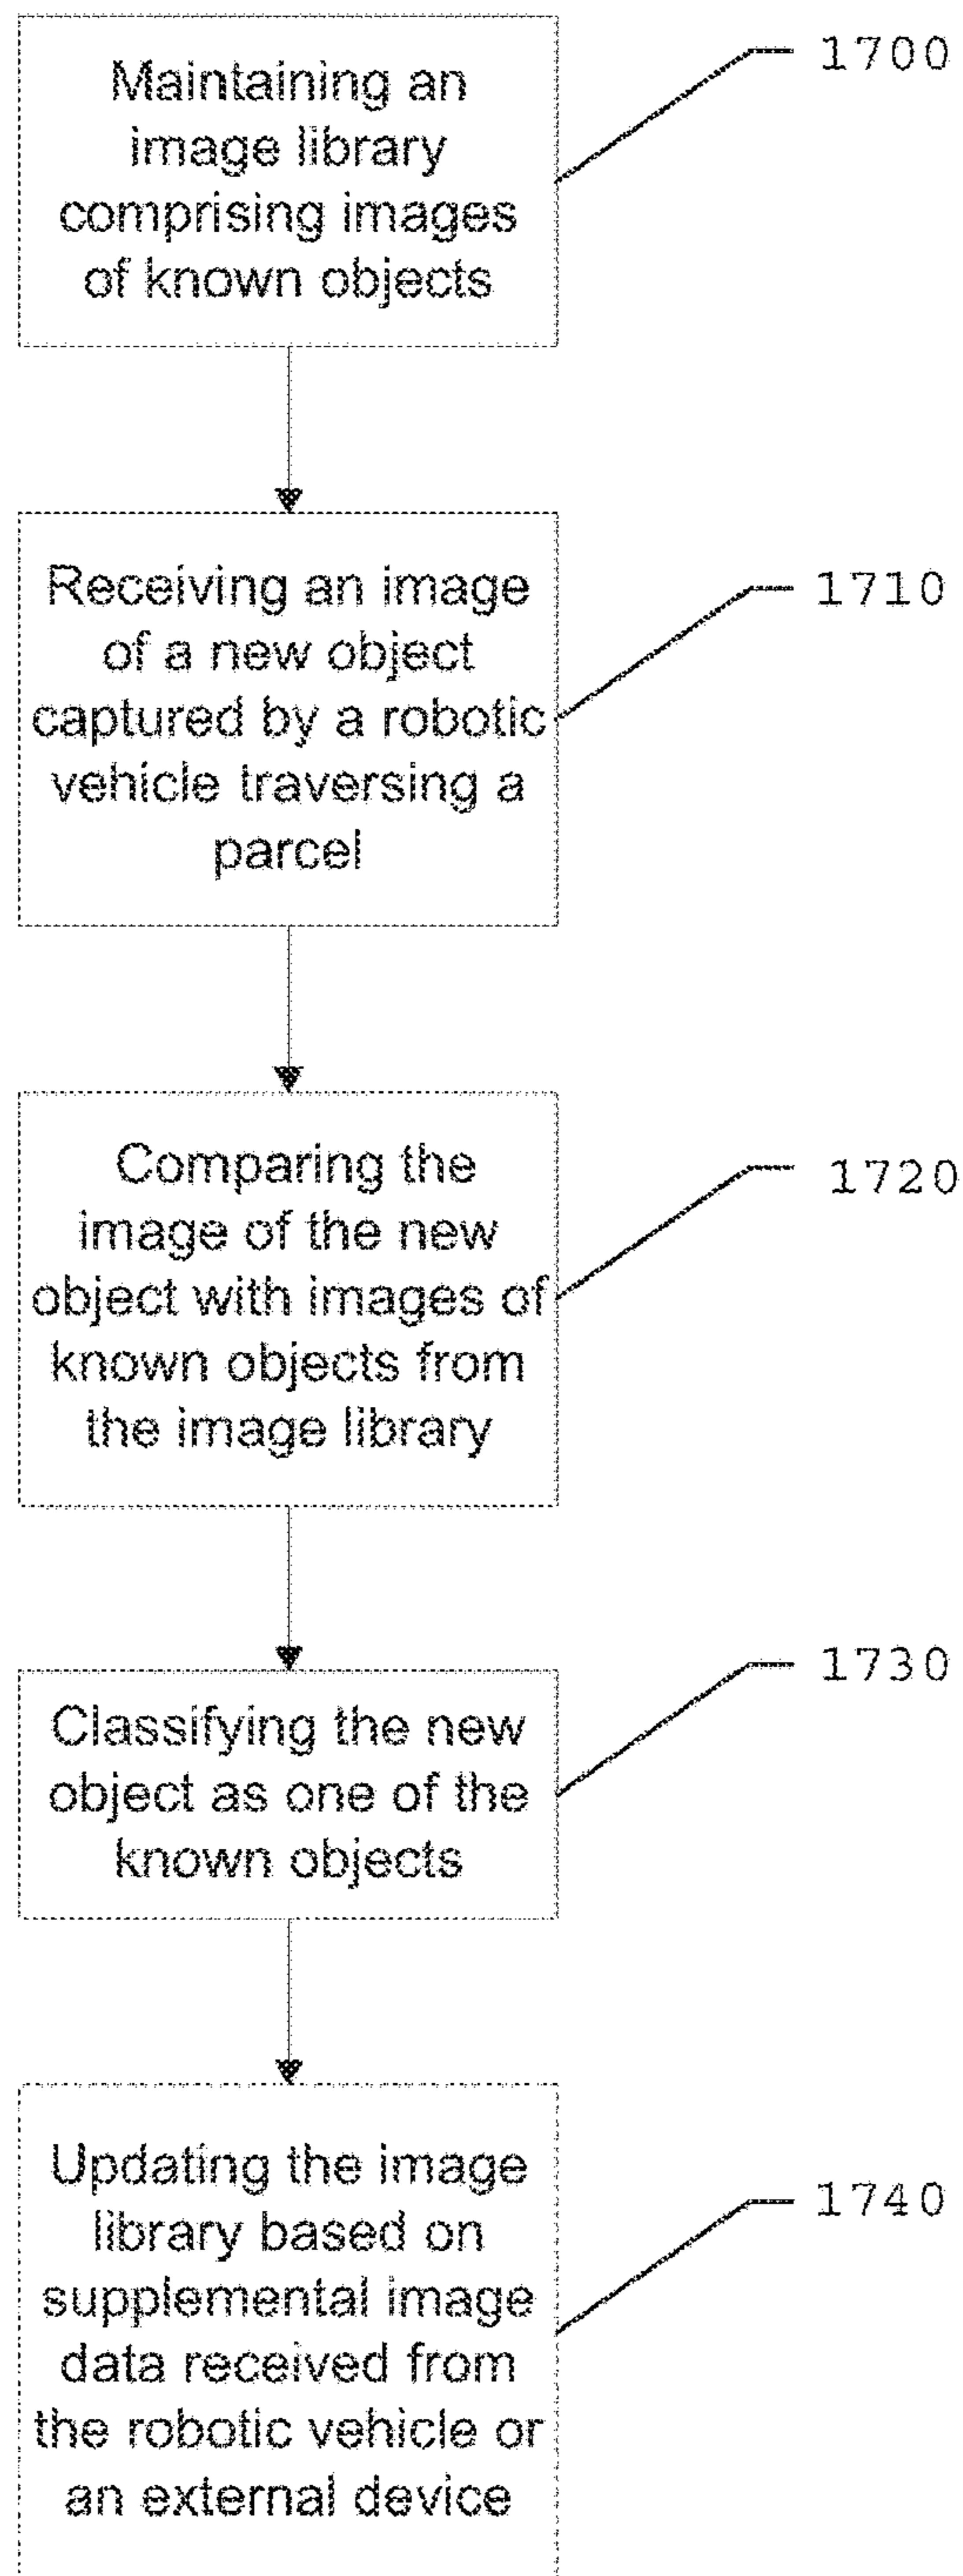 Maintaining an
image library
comprising images
of known objects
1700
Receiving an image
of a new object
captured by a robotic
vehicle traversing a
parcel
1710
Comparing the
image of the new
object with images of
known objects from
the image library
1720
Classifying the new
object as one of the
known objects
1730
Updating the image
library based on
supplemental image
data received from
the robotic vehicle or
an external device
1740